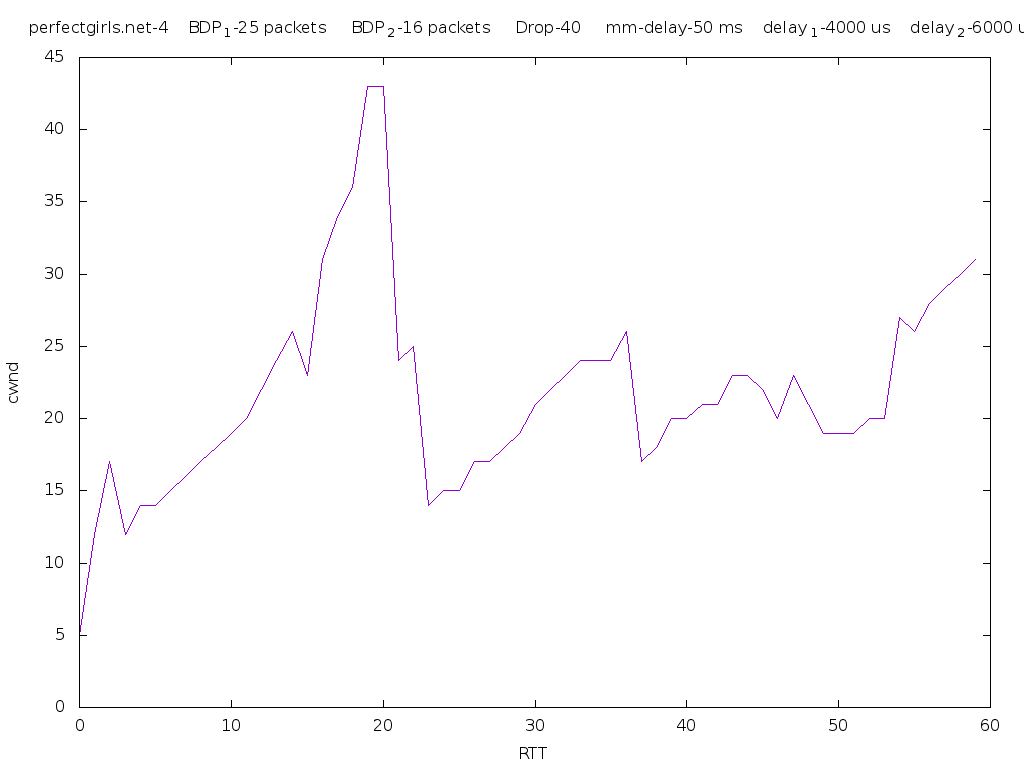 perfectgirls.net-4 BDP1-25 packets BDP2-16 packets Drop-40 mm-delay-50 ms delay1-4000 us delay2-6000 u
45
40
35
30
25
20
15
10
5
0
cwnd
0 10 20 30 40 50 60
RTT